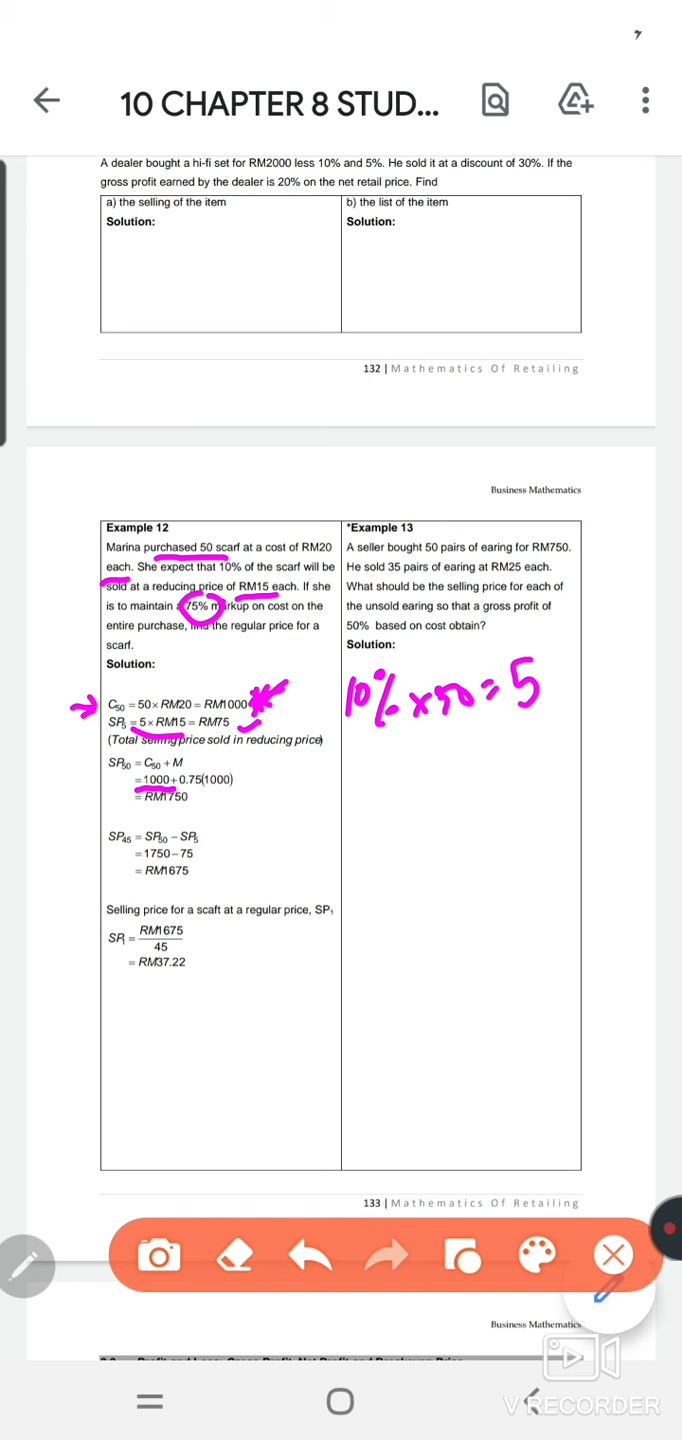 10 CHAPTER 8 STUD...
A dealer bought a hi-fi set for RM2000 less 10% and 5%. He sold it at a discount of 30%. If the
gross profit earned by the dealer is 20% on the net retail price. Find
a) the selling of the item
Solution:
b) the list of the item
Solution:
132 | Mathematics Of Retailing
Business Mathematics
Example 12
Marina purchased 50 scarf at a cost of RM20
each. She expect that 10% of the scarf will be
sold at a reducing price of RM15 each. If she
is to maintain a 75% markup on cost on the
entire purchase, find the regular price for a
scarf.
Solution:
C50 = 50 × RM20 = RM1000
SP5 = 5 × RM15 = RM75
(Total selling price sold in reducing price)
SP50 = C50 + M
= 1000 + 0.75(1000)
= RM1750
SP45 = SP50 − SP5
= 1750 − 75
= RM1675
Selling price for a scaft at a regular price, SP1
SP1 = RM1675
45
= RM37.22
*Example 13
A seller bought 50 pairs of earing for RM750.
He sold 35 pairs of earing at RM25 each.
What should be the selling price for each of
the unsold earing so that a gross profit of
50% based on cost obtain?
Solution:
10% × 50 = 5
133 | Mathematics Of Retailing
Business Mathematics
V RECORDER